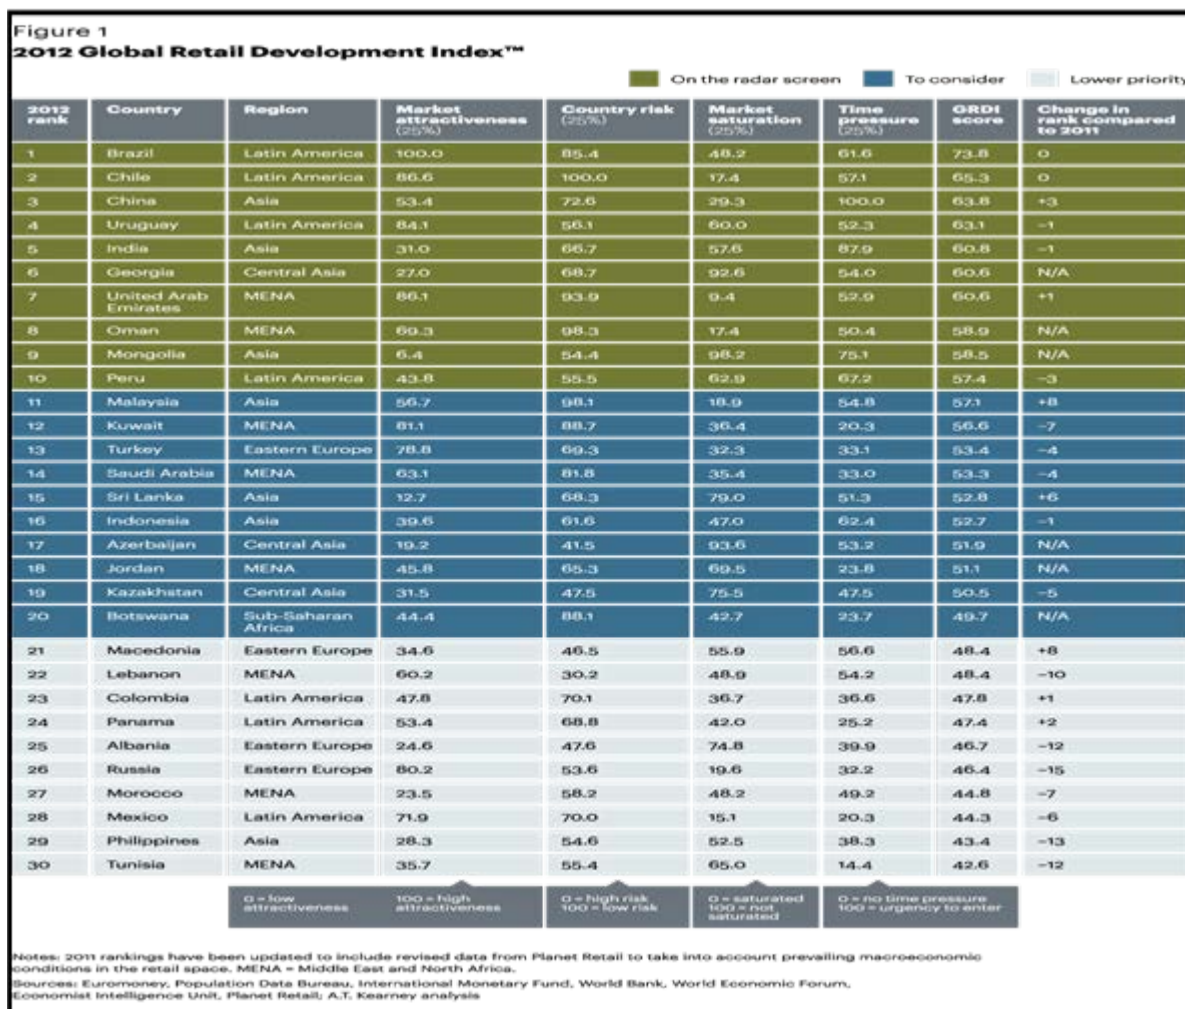 Figure 1
2012 Global Retail Development Index™
On the radar screen To consider Lower priority
2012 rank Country Region Market attractiveness (25%) Country risk (25%) Market saturation (25%) Time pressure (25%) GRDI score Change in rank compared to 2011
1 Brazil Latin America 100.0 85.4 48.2 61.6 73.8 0
2 Chile Latin America 86.6 100.0 17.4 57.1 65.3 0
3 China Asia 53.4 72.6 29.3 100.0 63.8 +3
4 Uruguay Latin America 84.1 56.1 60.0 52.3 63.1 −1
5 India Asia 31.0 66.7 57.6 87.9 60.8 −1
6 Georgia Central Asia 27.0 68.7 92.6 54.0 60.6 N/A
7 United Arab Emirates MENA 86.1 93.9 9.4 52.9 60.6 +1
8 Oman MENA 69.3 98.3 17.4 50.4 58.9 N/A
9 Mongolia Asia 6.4 54.4 98.2 75.1 58.5 N/A
10 Peru Latin America 43.8 55.5 62.9 67.2 57.4 −3
11 Malaysia Asia 56.7 98.1 18.9 54.8 57.1 +8
12 Kuwait MENA 81.1 88.7 36.4 20.3 56.6 −7
13 Turkey Eastern Europe 78.8 69.3 32.3 33.1 53.4 −4
14 Saudi Arabia MENA 63.1 81.8 35.4 33.0 53.3 −4
15 Sri Lanka Asia 12.7 68.3 79.0 51.3 52.8 +6
16 Indonesia Asia 39.6 61.6 47.0 62.4 52.7 −1
17 Azerbaijan Central Asia 19.2 41.5 93.6 53.2 51.9 N/A
18 Jordan MENA 45.8 65.3 69.5 23.8 51.1 N/A
19 Kazakhstan Central Asia 31.5 47.5 75.5 47.5 50.5 −5
20 Botswana Sub-Saharan Africa 44.4 88.1 42.7 23.7 49.7 N/A
21 Macedonia Eastern Europe 34.6 46.5 55.9 56.6 48.4 +8
22 Lebanon MENA 60.2 30.2 48.9 54.2 48.4 −10
23 Colombia Latin America 47.8 70.1 36.7 36.6 47.8 +1
24 Panama Latin America 53.4 68.8 42.0 25.2 47.4 +2
25 Albania Eastern Europe 24.6 47.6 74.8 39.9 46.7 −12
26 Russia Eastern Europe 80.2 53.6 19.6 32.2 46.4 −15
27 Morocco MENA 23.5 58.2 48.2 49.2 44.8 −7
28 Mexico Latin America 71.9 70.0 15.1 20.3 44.3 −6
29 Philippines Asia 28.3 54.6 52.5 38.3 43.4 −13
30 Tunisia MENA 35.7 55.4 65.0 14.4 42.6 −12
0 = low attractiveness 100 = high attractiveness 0 = high risk 100 = low risk 0 = saturated 100 = not saturated 0 = no time pressure 100 = urgency to enter
Notes: 2011 rankings have been updated to include revised data from Planet Retail to take into account prevailing macroeconomic
conditions in the retail space. MENA = Middle East and North Africa.
Sources: Euromoney, Population Data Bureau, International Monetary Fund, World Bank, World Economic Forum,
Economist Intelligence Unit, Planet Retail; A.T. Kearney analysis